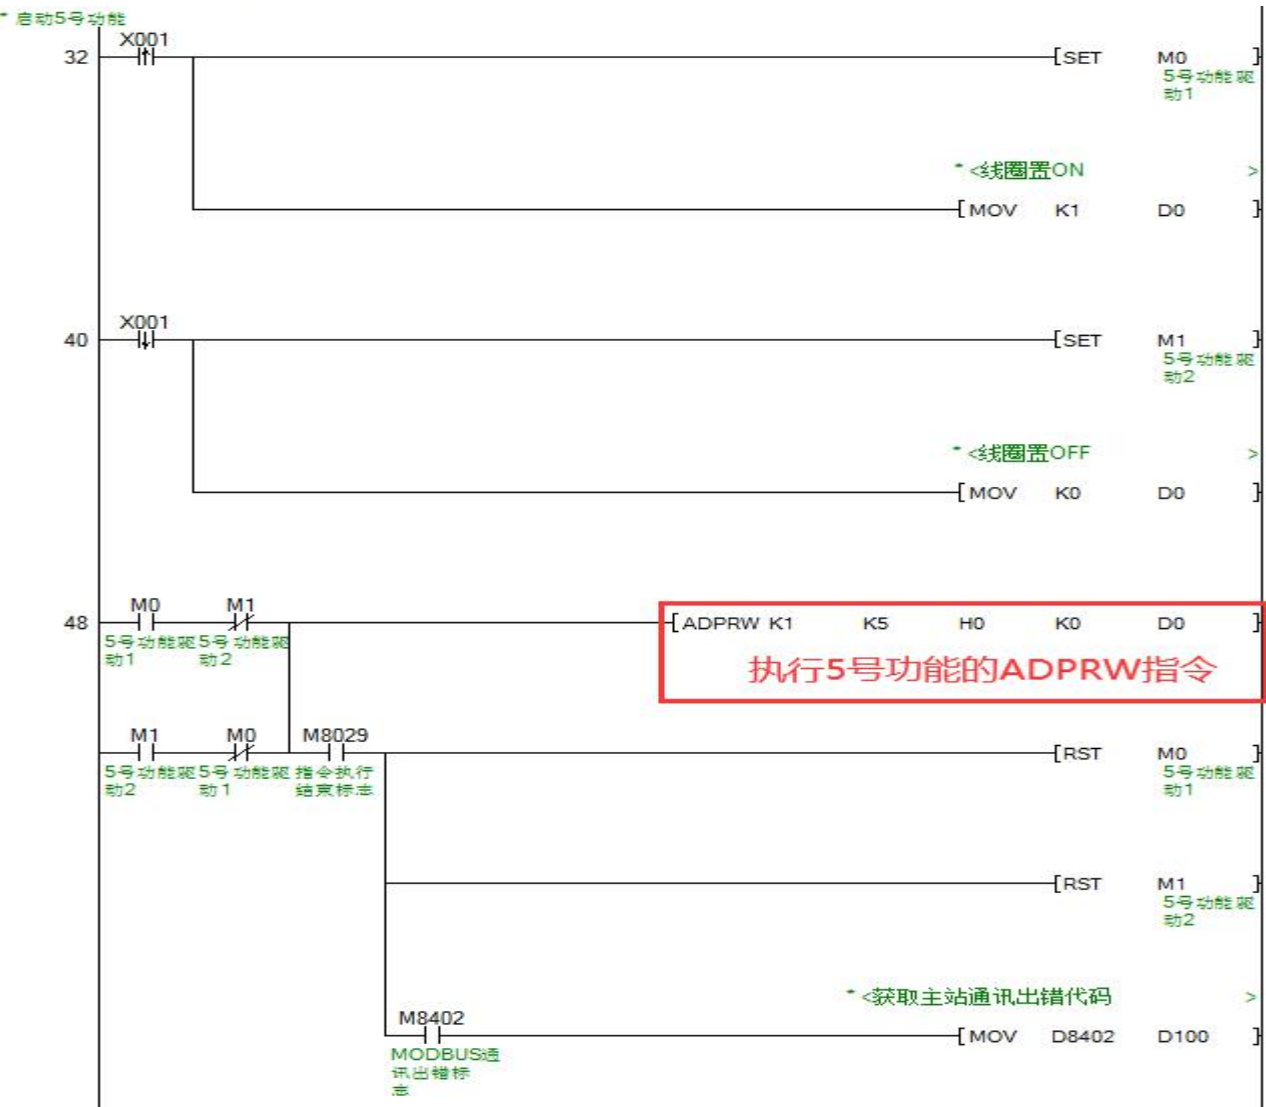 * 启动5号功能
X001
32
[SET M0 ]
5号功能驱
动1
* <线圈置ON >
[MOV K1 D0 ]
X001
40
[SET M1 ]
5号功能驱
动2
* <线圈置OFF >
[MOV K0 D0 ]
M0 M1
48
[ADPRW K1 K5 H0 K0 D0 ]
5号功能驱 5号功能驱
动1 动2
执行5号功能的ADPRW指令
M1 M0 M8029
[RST M0 ]
5号功能驱 5号功能驱 指令执行 5号功能驱
动2 动1 结束标志 动1
[RST M1 ]
5号功能驱
动2
* <获取主站通讯出错代码 >
M8402
[MOV D8402 D100 ]
MODBUS通
讯出错标
志